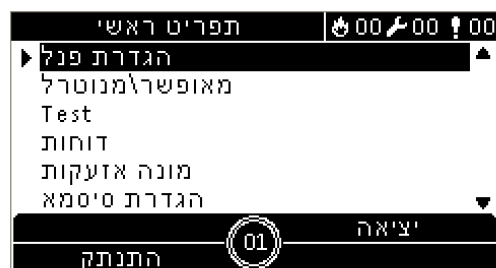 תפריט ראשי 00 00 00
הגדרת פנל
מאופשר\מנוטרל
Test
דוחות
מונה אזעקות
הגדרת סיסמא
יציאה
01
התנתק